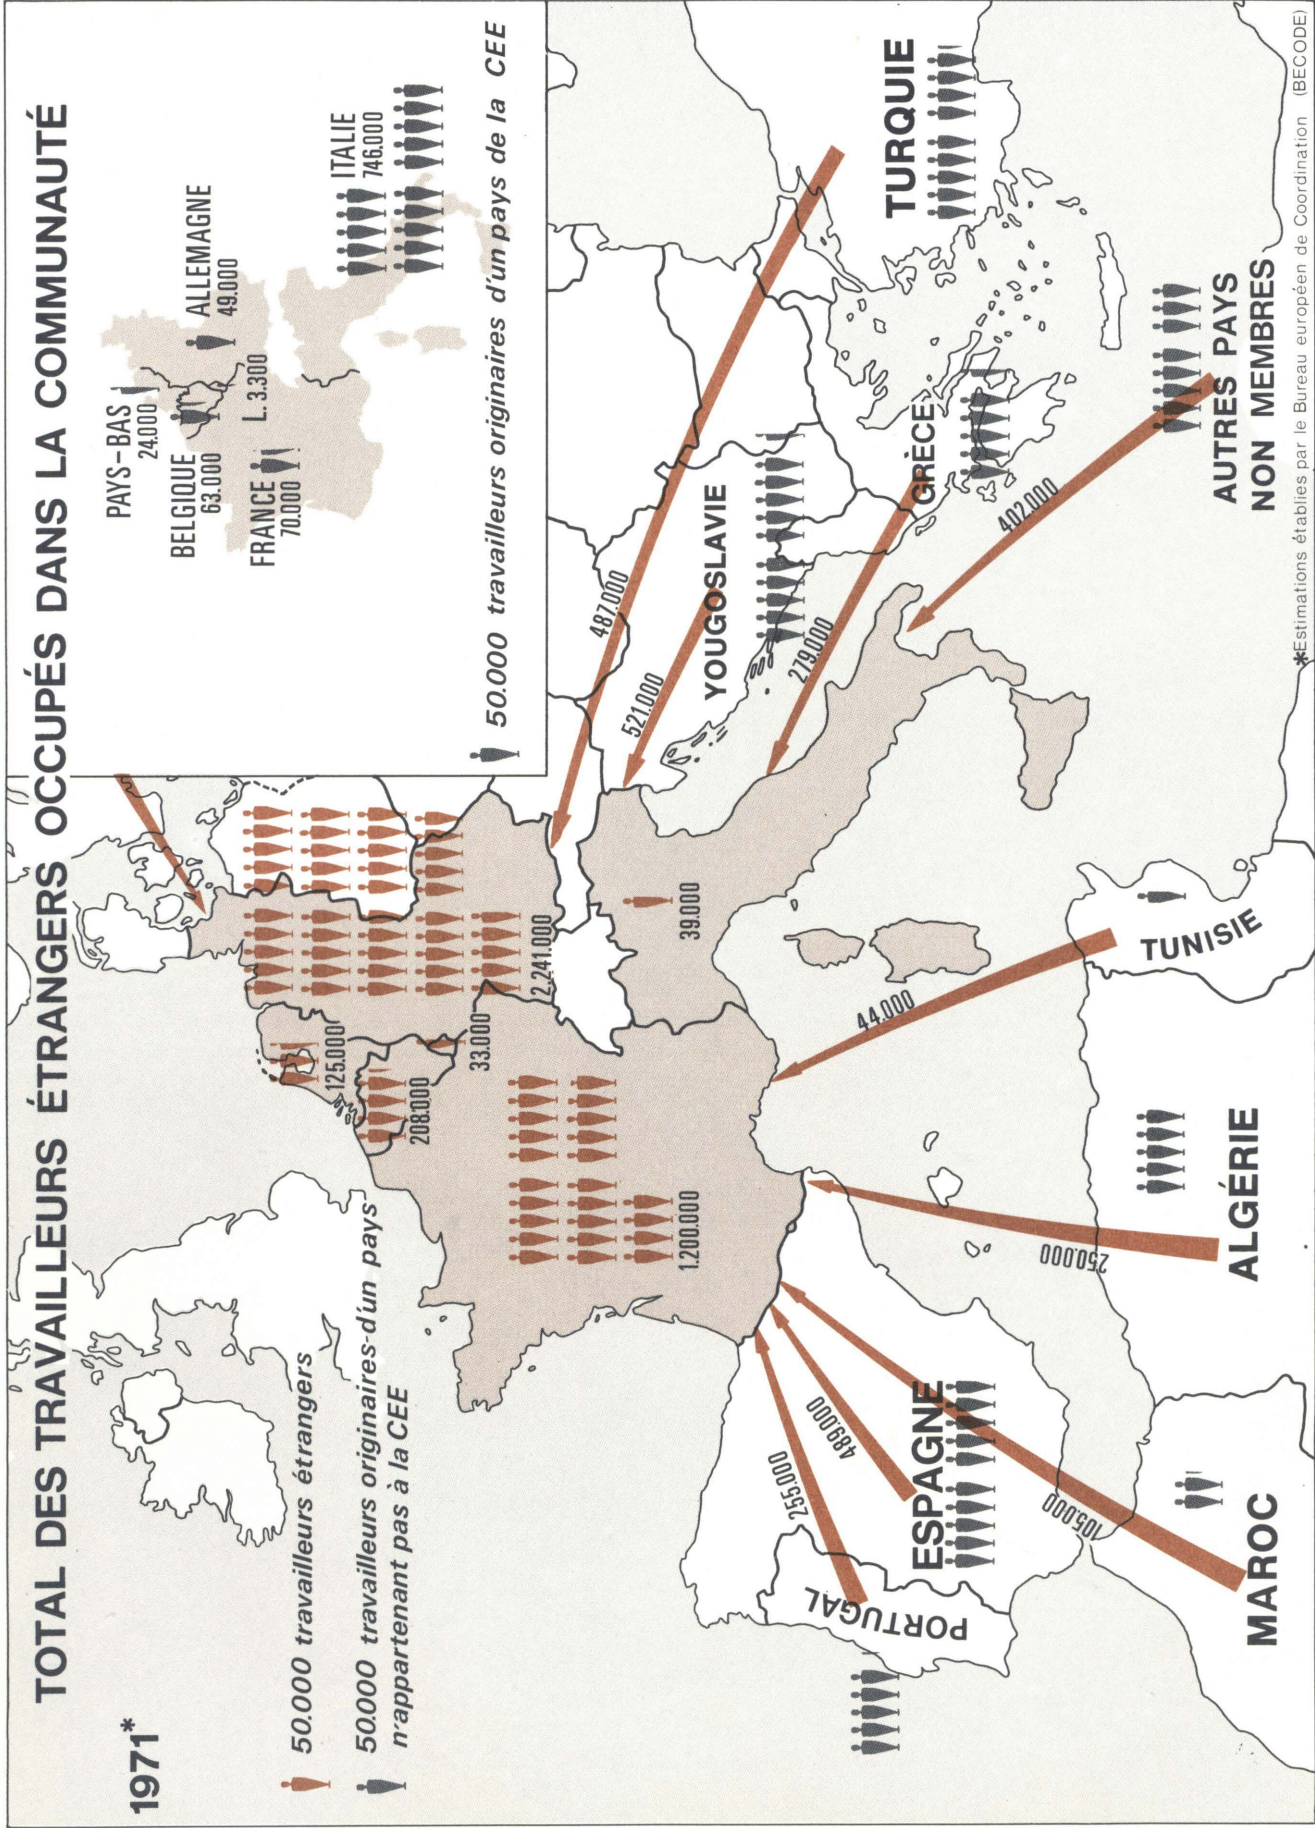 TOTAL DES TRAVAILLEURS ÉTRANGERS OCCUPÉS DANS LA COMMUNAUTÉ
1971*
50.000 travailleurs étrangers
50.000 travailleurs originaires-d'un pays
n'appartenant pas à la CEE
PAYS-BAS
24.000
BELGIQUE
63.000
ALLEMAGNE
49.000
FRANCE
70.000
L. 3.300
ITALIE
746.000
50.000 travailleurs originaires d'un pays de la CEE
125.000
208.000
33.000
2.241.000
1.200.000
39.000
487.000
521.000
YOUGOSLAVIE
279.000
GRÈCE
TURQUIE
402.000
AUTRES PAYS
NON MEMBRES
44.000
TUNISIE
250.000
ALGÉRIE
255.000
PORTUGAL
489.000
ESPAGNE
105.000
MAROC
*Estimations établies par le Bureau européen de Coordination (BECODE)